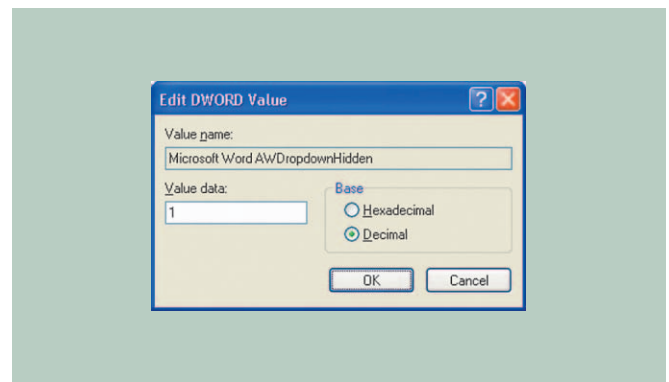 Edit DWORD Value
Value name:
Microsoft Word AWDropdownHidden
Value data:
Base
1
Hexadecimal
Decimal
OK
Cancel